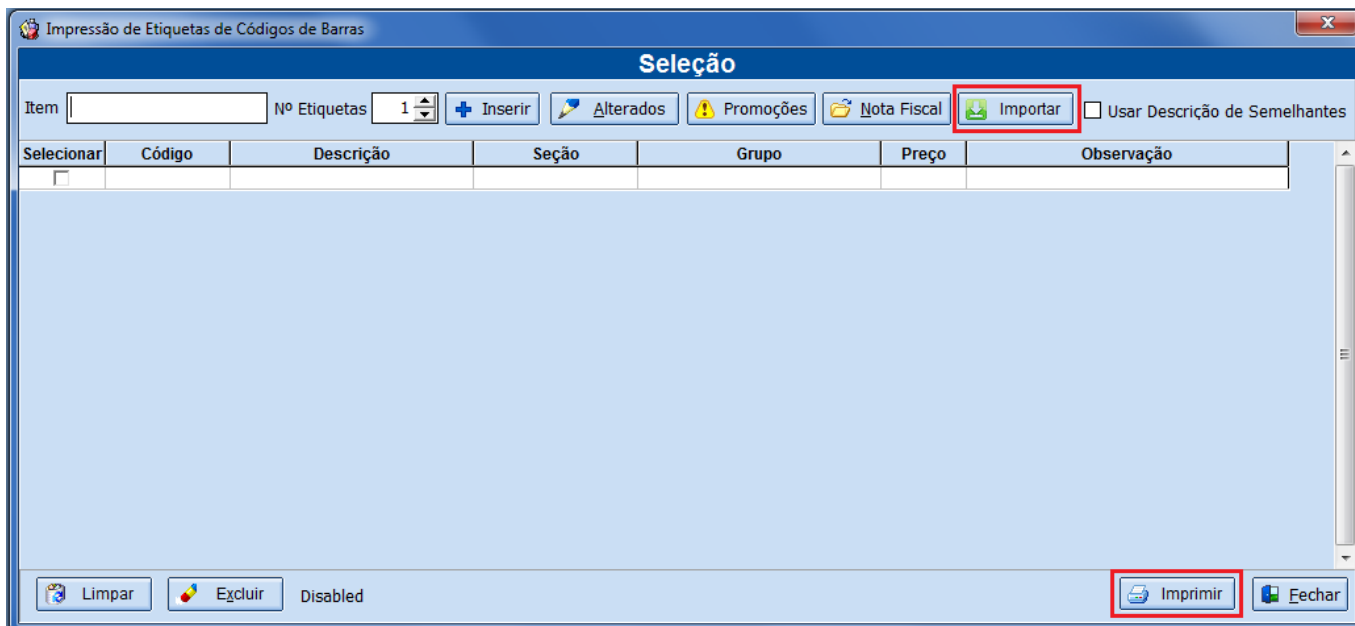 Impressão de Etiquetas de Códigos de Barras
Seleção
Item Nº Etiquetas 1 Inserir Alterados Promoções Nota Fiscal Importar Usar Descrição de Semelhantes
Selecionar Código Descrição Seção Grupo Preço Observação
Limpar Excluir Disabled Imprimir Fechar